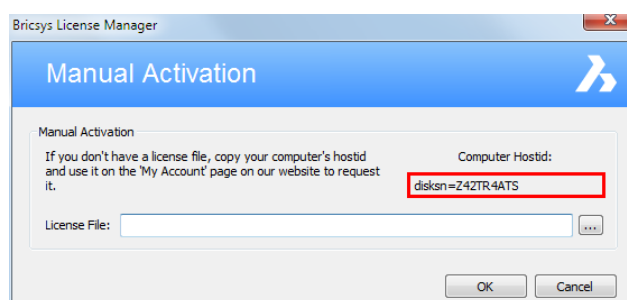 Bricsys License Manager
Manual Activation
Manual Activation
If you don't have a license file, copy your computer's hostid
and use it on the 'My Account' page on our website to request
it.
Computer Hostid:
disksn=Z42TR4ATS
License File:
...
OK Cancel